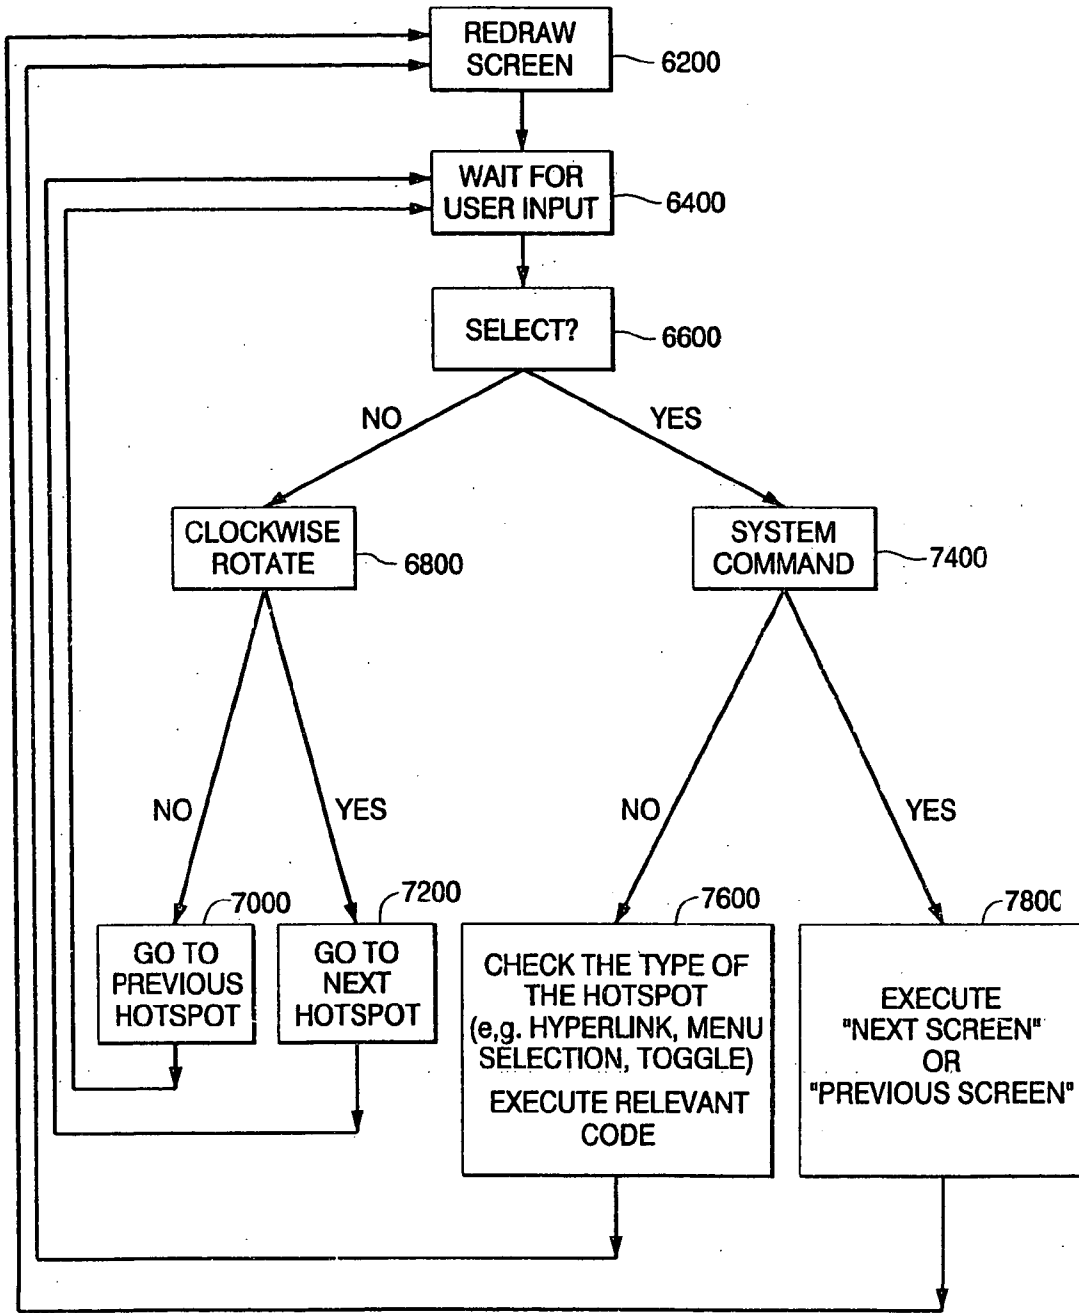 REDRAW
SCREEN
6200
WAIT FOR
USER INPUT
6400
SELECT?
6600
NO
YES
CLOCKWISE
ROTATE
6800
SYSTEM
COMMAND
7400
NO
YES
NO
YES
7000
7200
7600
7800
GO TO
PREVIOUS
HOTSPOT
GO TO
NEXT
HOTSPOT
CHECK THE TYPE OF
THE HOTSPOT
(e,g. HYPERLINK, MENU
SELECTION, TOGGLE)
EXECUTE RELEVANT
CODE
EXECUTE
"NEXT SCREEN"
OR
"PREVIOUS SCREEN"